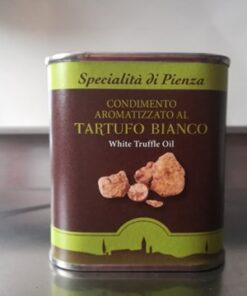 Specialità di Pienza
CONDIMENTO
AROMATIZZATO AL
TARTUFO BIANCO
White Truffle Oil